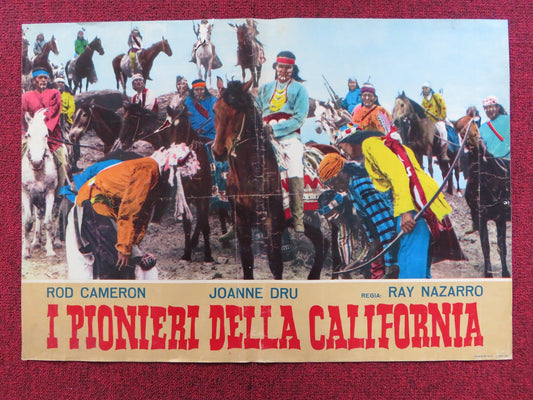 ROD CAMERON JOANNE DRU REGIA: RAY NAZARRO
I PIONIERI DELLA CALIFORNIA